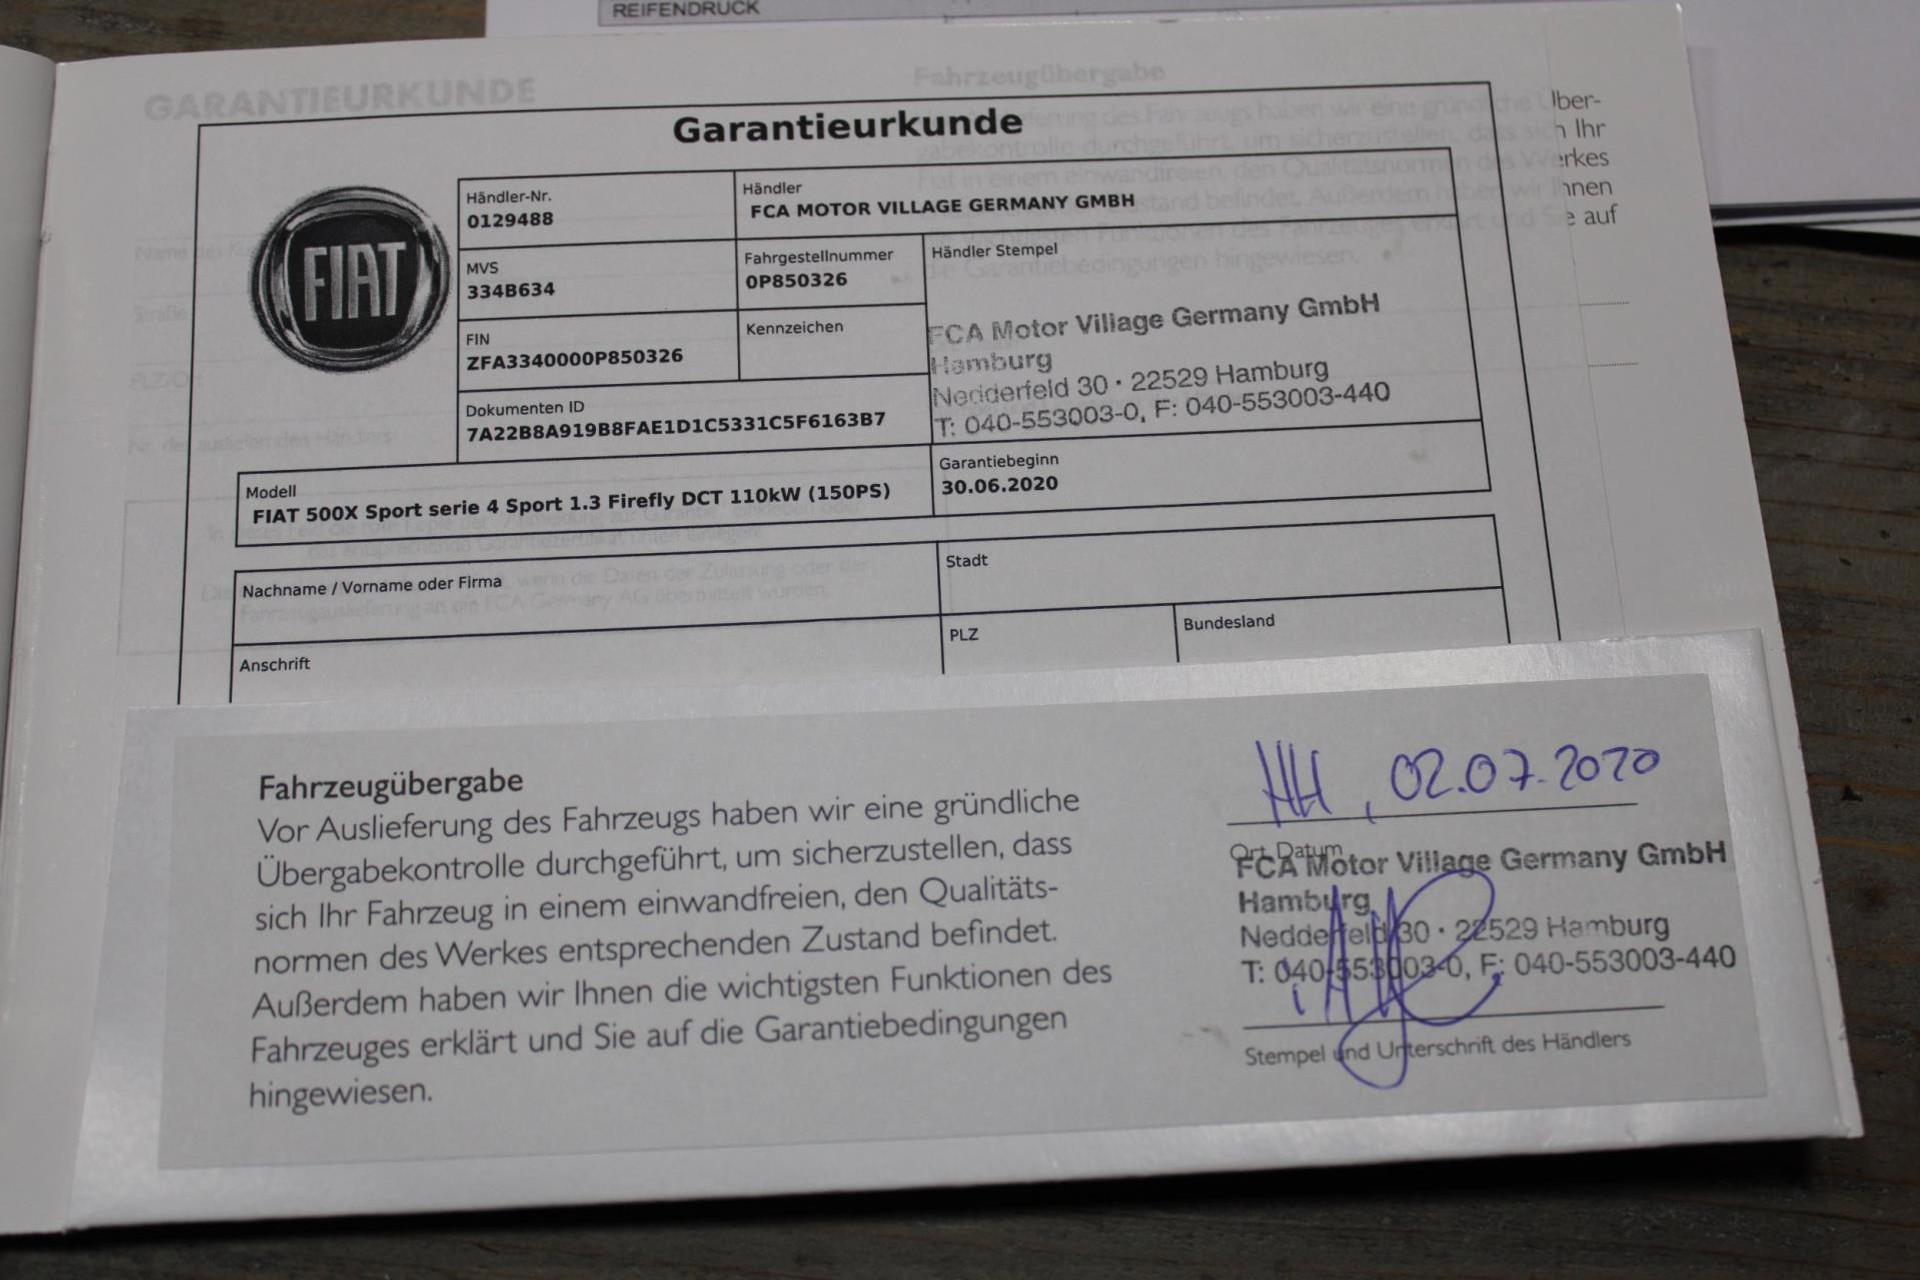 REIFENDRUCK
GARANTIEURKUNDE
Fahrzeugübergabe
Garantieurkunde
FIAT
Händler-Nr.
0129488
Händler
FCA MOTOR VILLAGE GERMANY GMBH
MVS
334B634
Fahrgestellnummer
0P850326
Händler Stempel
FCA Motor Village Germany GmbH
Hamburg
Nedderfeld 30 · 22529 Hamburg
T: 040-553003-0, F: 040-553003-440
FIN
ZFA3340000P850326
Kennzeichen
Dokumenten ID
7A22B8A919B8FAE1D1C5331C5F6163B7
Modell
FIAT 500X Sport serie 4 Sport 1.3 Firefly DCT 110kW (150PS)
Garantiebeginn
30.06.2020
Nachname / Vorname oder Firma
Stadt
Anschrift
PLZ
Bundesland
Fahrzeugübergabe
Vor Auslieferung des Fahrzeugs haben wir eine gründliche
Übergabekontrolle durchgeführt, um sicherzustellen, dass
sich Ihr Fahrzeug in einem einwandfreien, den Qualitäts-
normen des Werkes entsprechenden Zustand befindet.
Außerdem haben wir Ihnen die wichtigsten Funktionen des
Fahrzeuges erklärt und Sie auf die Garantiebedingungen
hingewiesen.
HH, 02.07.2020
Ort, Datum
FCA Motor Village Germany GmbH
Hamburg
Nedderfeld 30 · 22529 Hamburg
T: 040-553003-0, F: 040-553003-440
Stempel und Unterschrift des Händlers